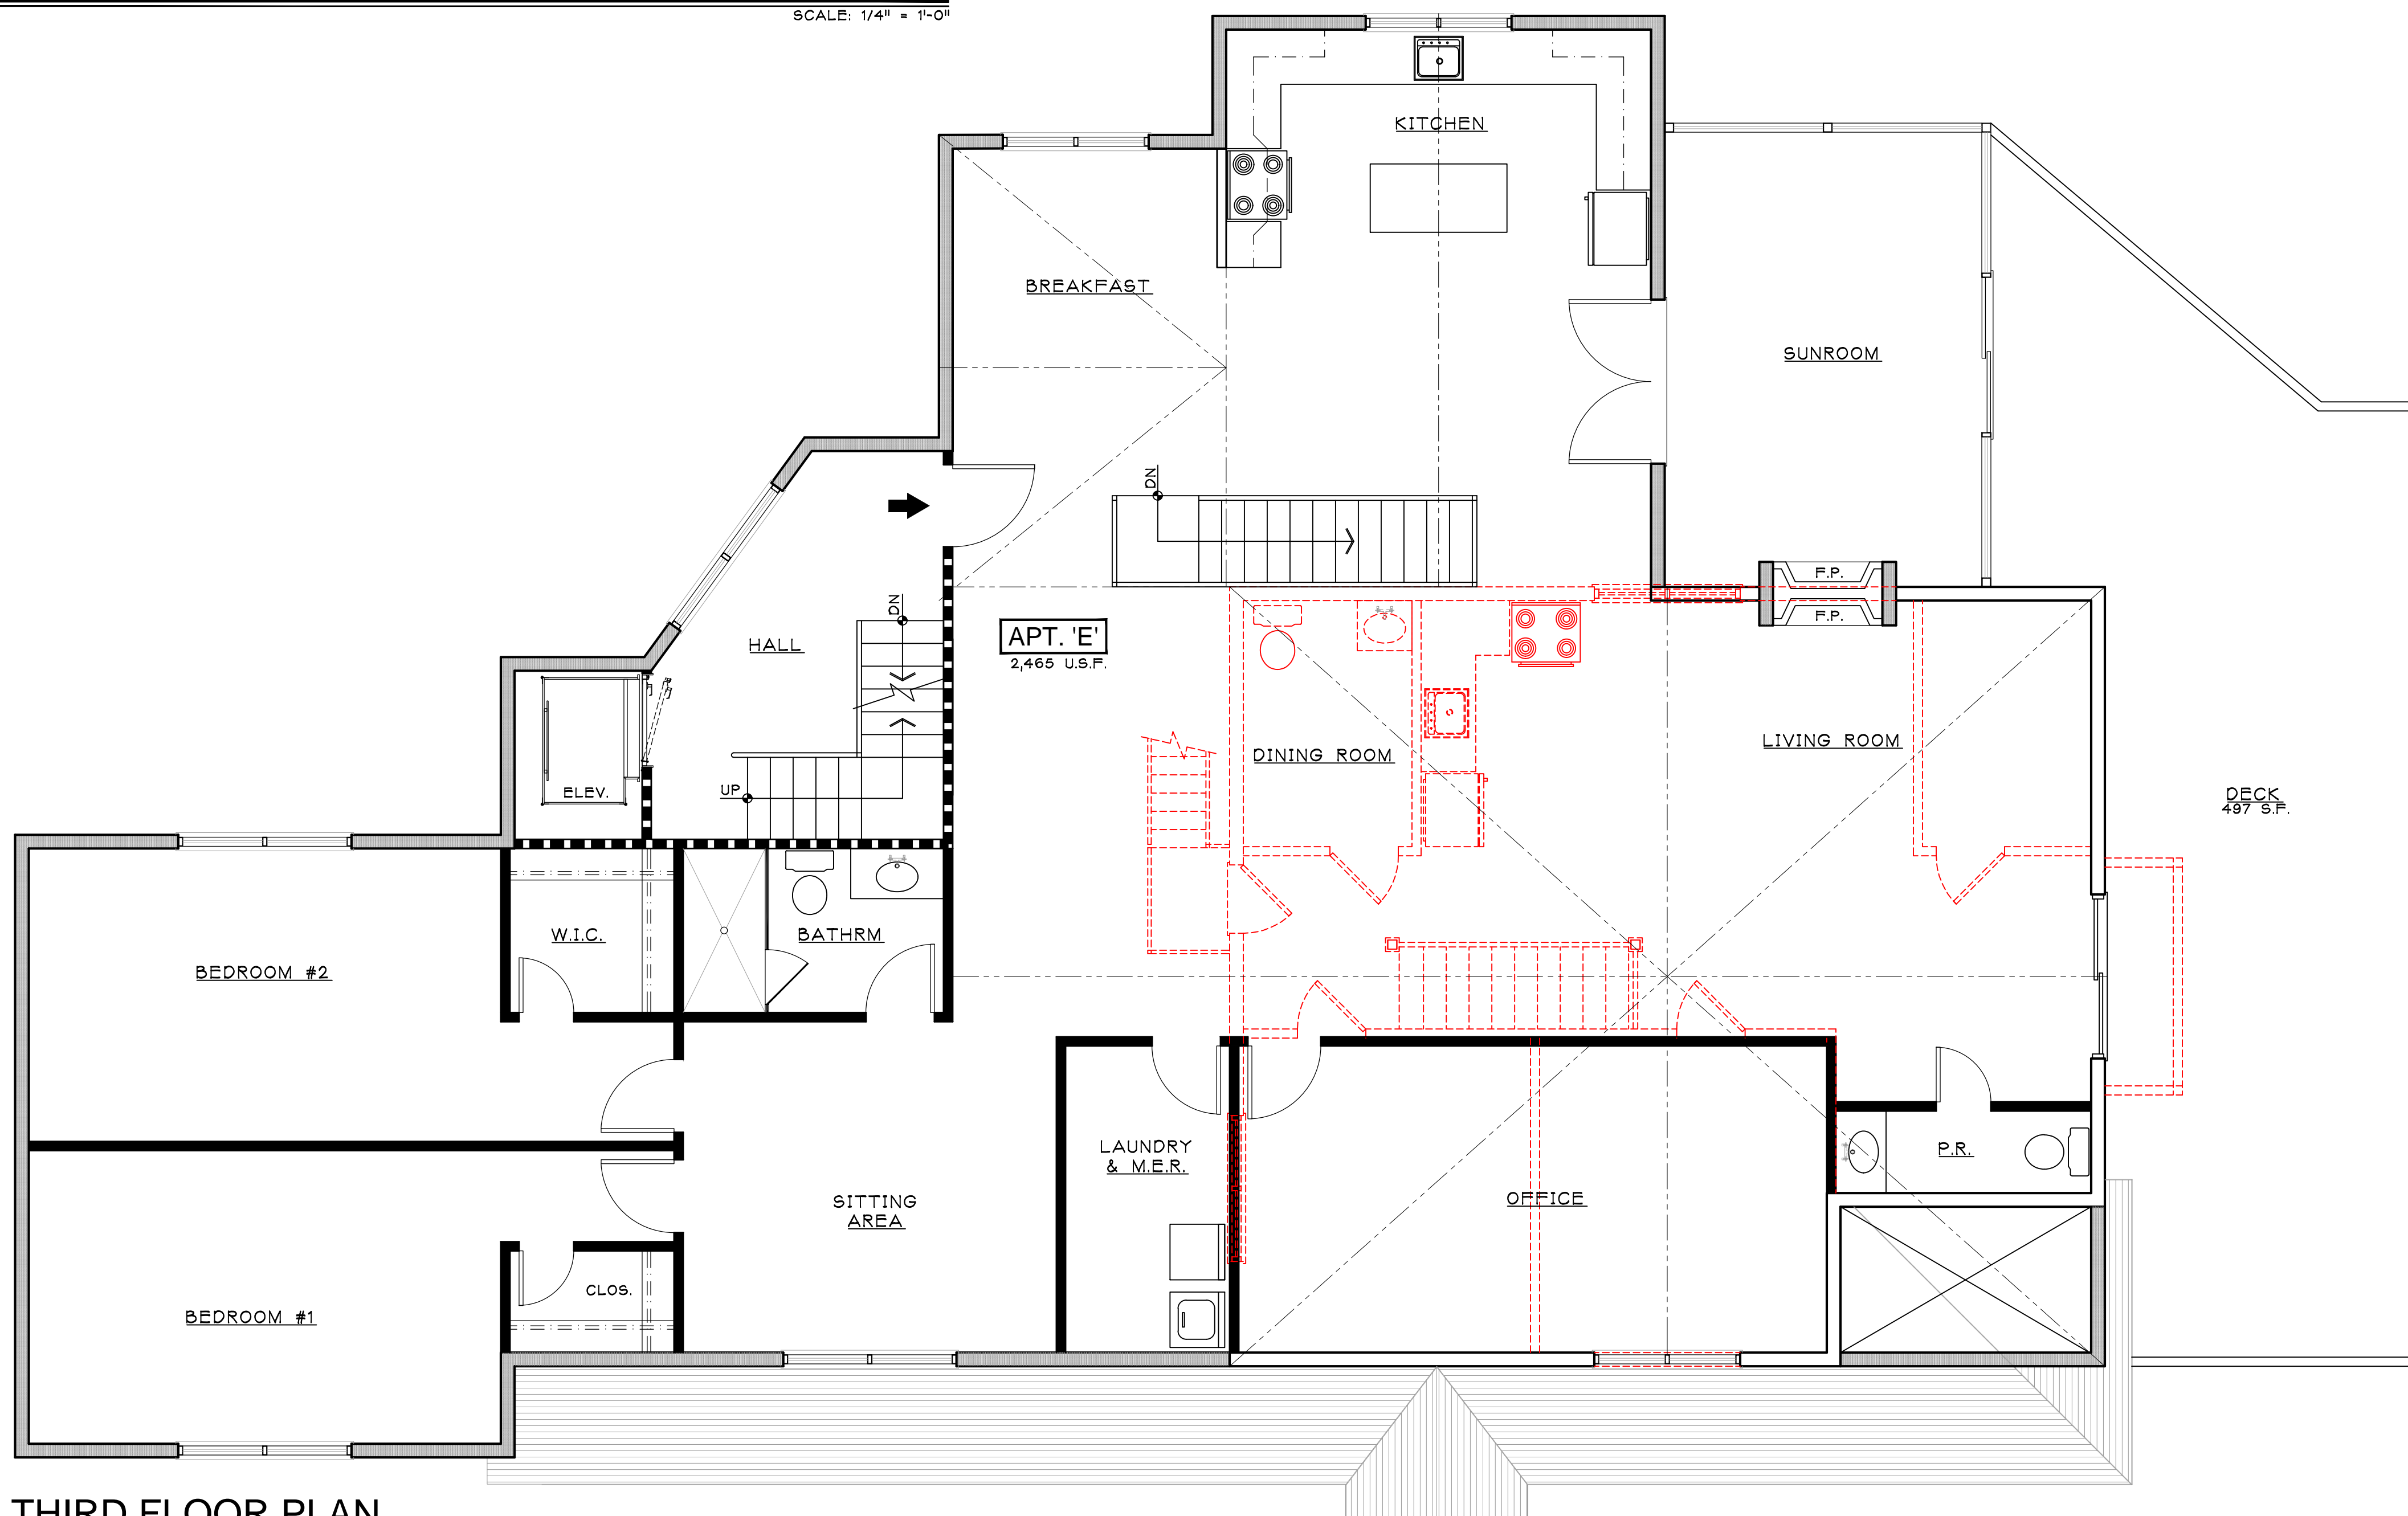 SCALE: 1/4" = 1'-0"
KITCHEN
BREAKFAST
SUNROOM
DN
F.P.
F.P.
DN
HALL
APT. 'E'
2,465 U.S.F.
DINING ROOM
LIVING ROOM
UP
ELEV.
DECK
497 S.F.
W.I.C.
BATHRM
BEDROOM #2
LAUNDRY
& M.E.R.
P.R.
SITTING
AREA
OFFICE
CLOS.
BEDROOM #1
THIRD FLOOR PLAN